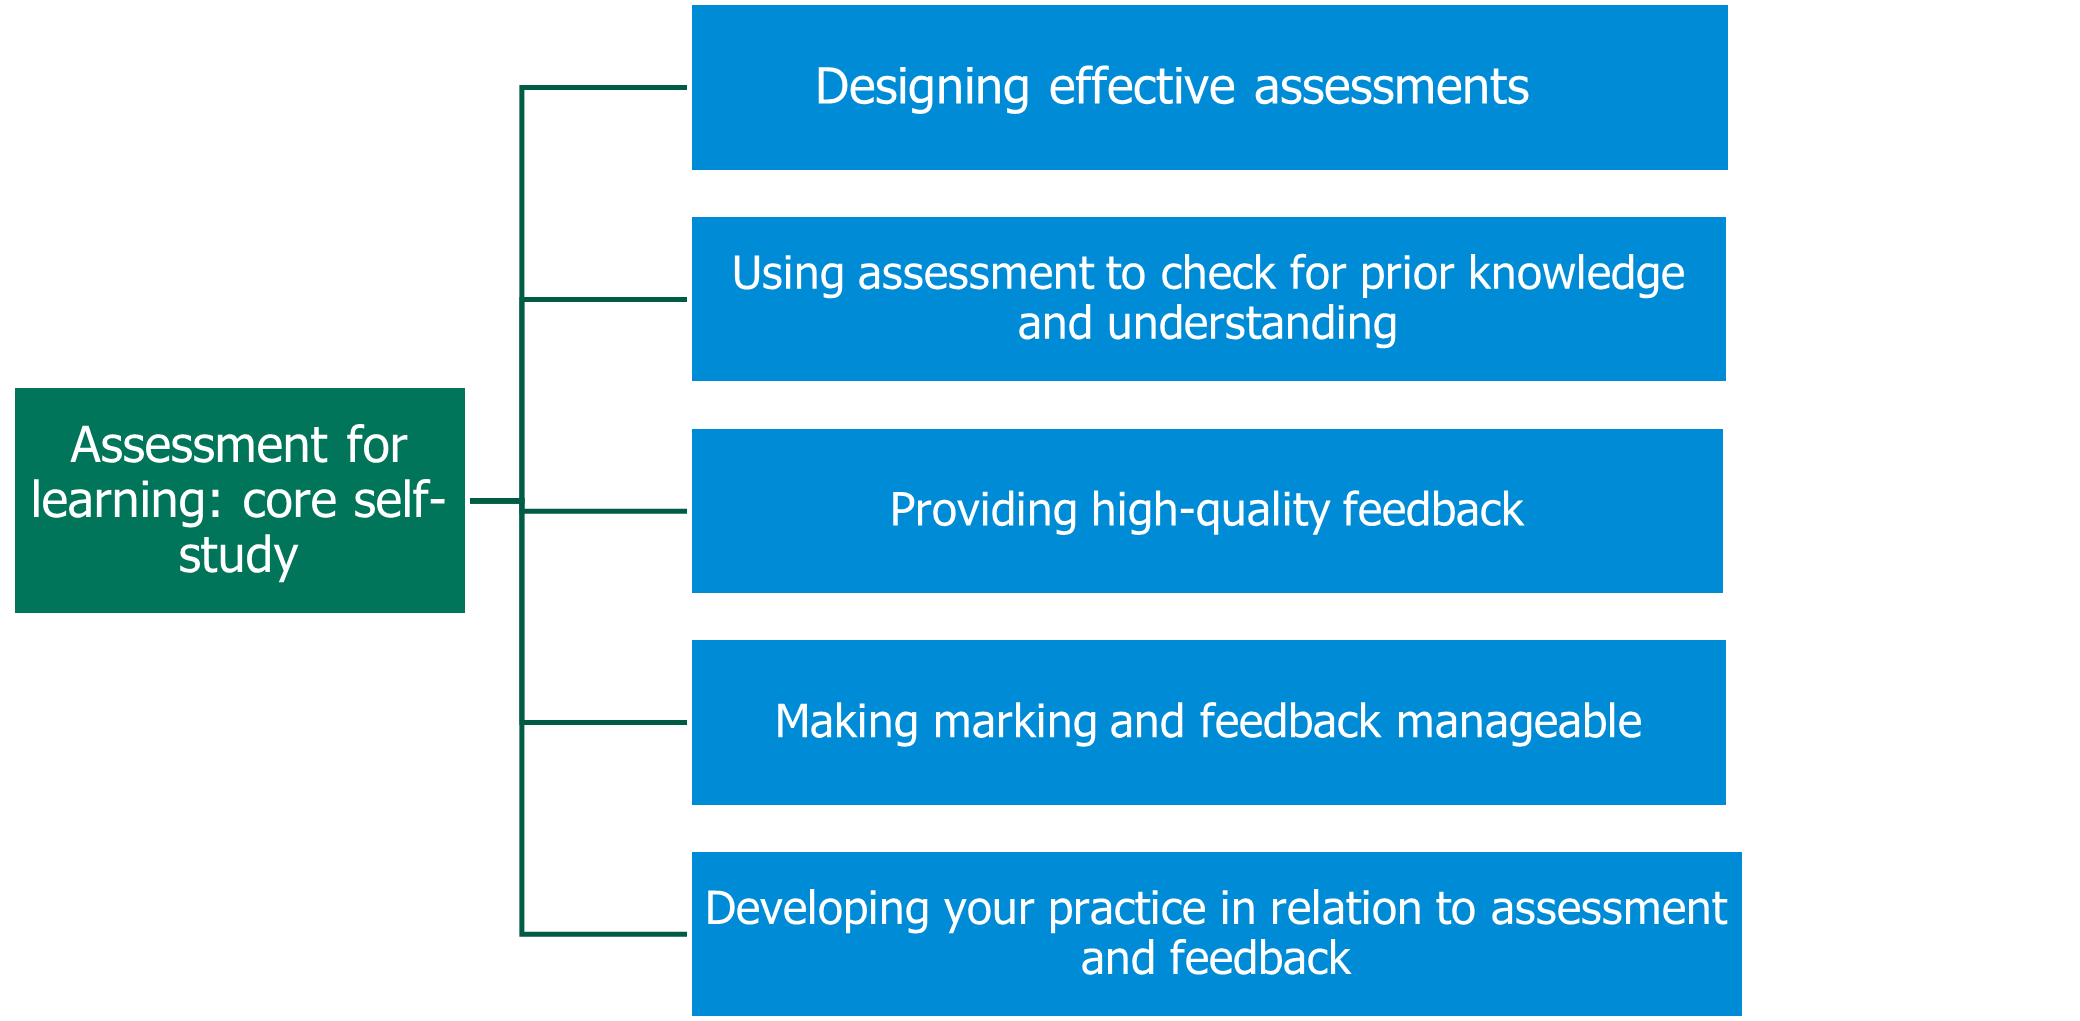 Designing effective assessments
Using assessment to check for prior knowledge
and understanding
Assessment for
learning: core self-
study
Providing high-quality feedback
Making marking and feedback manageable
Developing your practice in relation to assessment
and feedback